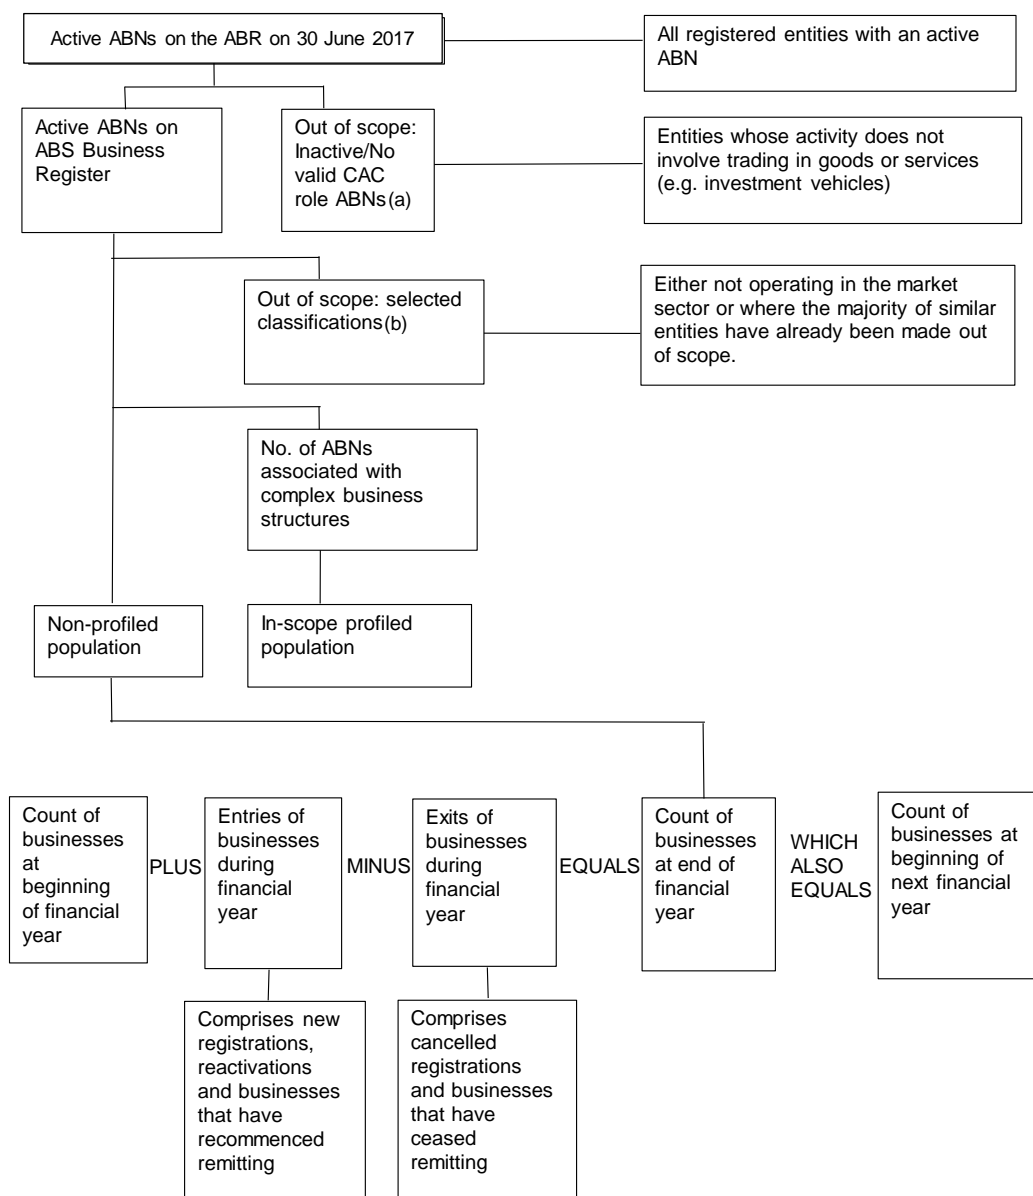 Active ABNs on the ABR on 30 June 2017
All registered entities with an active
ABN
Active ABNs on
ABS Business
Register
Out of scope:
Inactive/No
valid CAC
role ABNs(a)
Entities whose activity does not
involve trading in goods or services
(e.g. investment vehicles)
Out of scope: selected
classifications(b)
Either not operating in the market
sector or where the majority of similar
entities have already been made out
of scope.
No. of ABNs
associated with
complex business
structures
Non-profiled
population
In-scope profiled
population
Count of
businesses
at
beginning
of financial
year
PLUS
Entries of
businesses
during
financial
year
MINUS
Exits of
businesses
during
financial
year
EQUALS
Count of
businesses
at end of
financial
year
WHICH
ALSO
EQUALS
Count of
businesses at
beginning of
next financial
year
Comprises new
registrations,
reactivations
and businesses
that have
recommenced
remitting
Comprises
cancelled
registrations
and businesses
that have
ceased
remitting